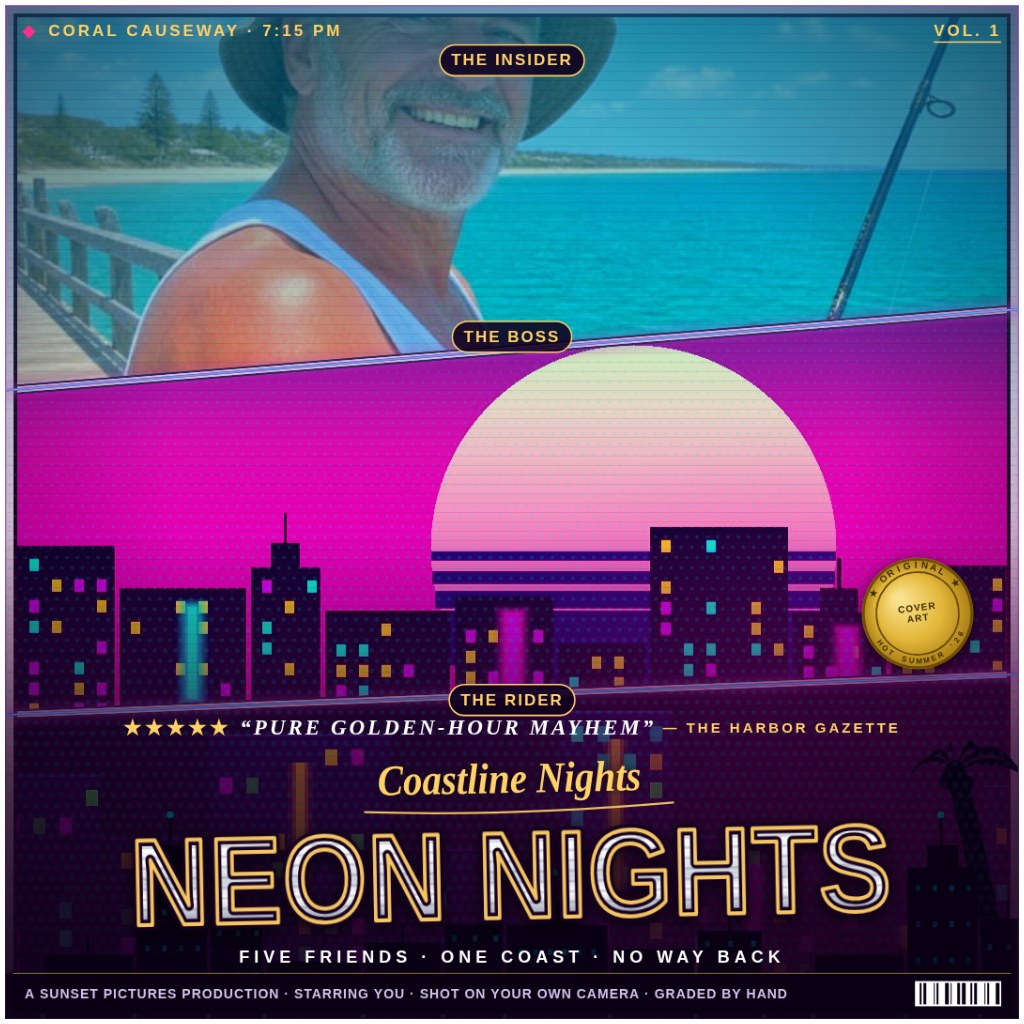 CORAL CAUSEWAY · 7:15 PM
VOL. 1
THE INSIDER
THE BOSS
★ ORIGINAL ★
COVER
ART
HOT SUMMER '26
THE RIDER
★★★★★ “PURE GOLDEN-HOUR MAYHEM” — THE HARBOR GAZETTE
Coastline Nights
NEON NIGHTS
FIVE FRIENDS · ONE COAST · NO WAY BACK
A SUNSET PICTURES PRODUCTION · STARRING YOU · SHOT ON YOUR OWN CAMERA · GRADED BY HAND